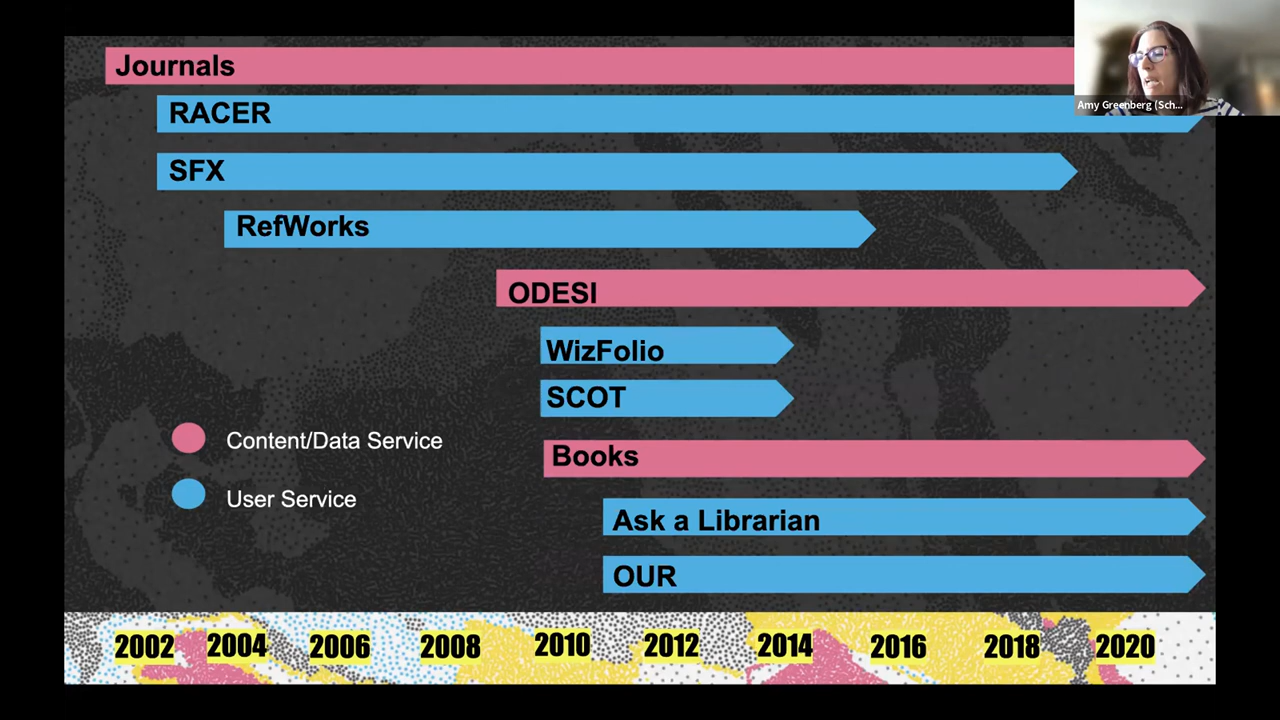 Journals
Amy Greenberg (Sch...
RACER
SFX
RefWorks
ODESI
WizFolio
SCOT
Content/Data Service
Books
User Service
Ask a Librarian
OUR
2002 2004 2006 2008 2010 2012 2014 2016 2018 2020